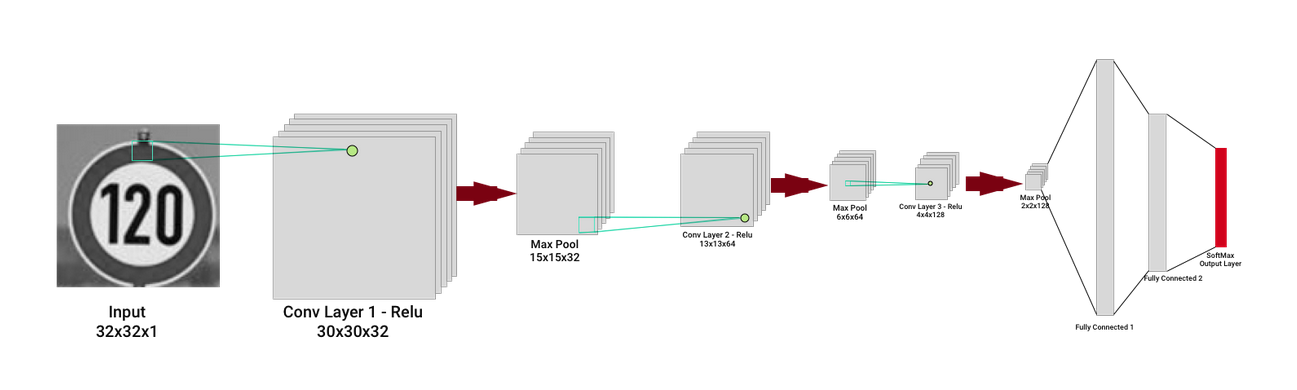 120
Input
32x32x1
Conv Layer 1 - Relu
30x30x32
Max Pool
15x15x32
Conv Layer 2 - Relu
13x13x64
Max Pool
6x6x64
Conv Layer 3 - Relu
4x4x128
Max Pool
2x2x128
Fully Connected 1
Fully Connected 2
SoftMax
Output Layer